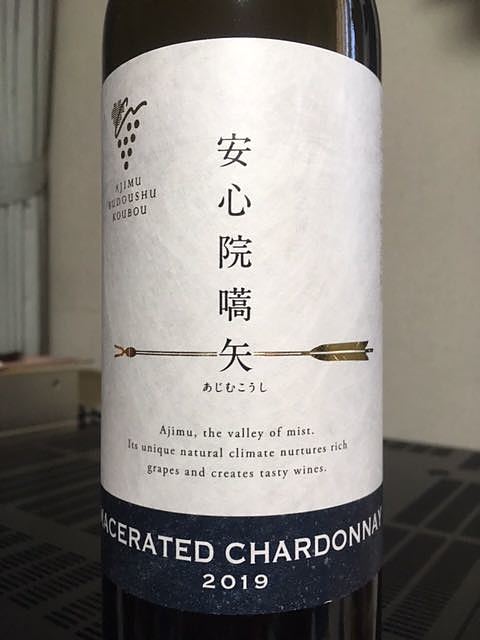 AJIMU
BUDOUSHU
KOUBOU
安心院嚆矢
あじむこうし
Ajimu, the valley of mist.
Its unique natural climate nurtures rich
grapes and creates tasty wines.
MACERATED CHARDONNAY
2019